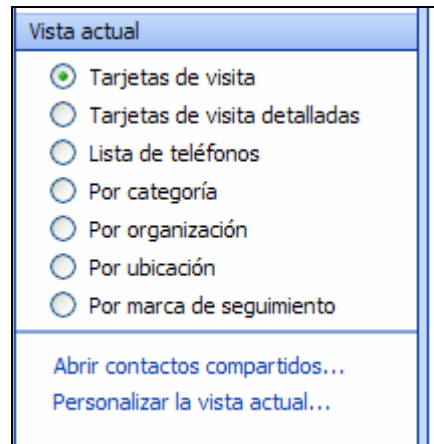 Vista actual
Tarjetas de visita
Tarjetas de visita detalladas
Lista de teléfonos
Por categoría
Por organización
Por ubicación
Por marca de seguimiento
Abrir contactos compartidos...
Personalizar la vista actual...